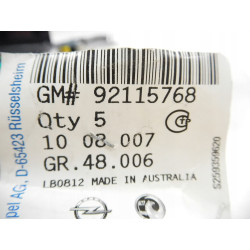 pel AG, D-65423 Rüsselsheim
GM# 92115768
Qty 5
10 08.007
GR.48.006
LB0812 MADE IN AUSTRALIA